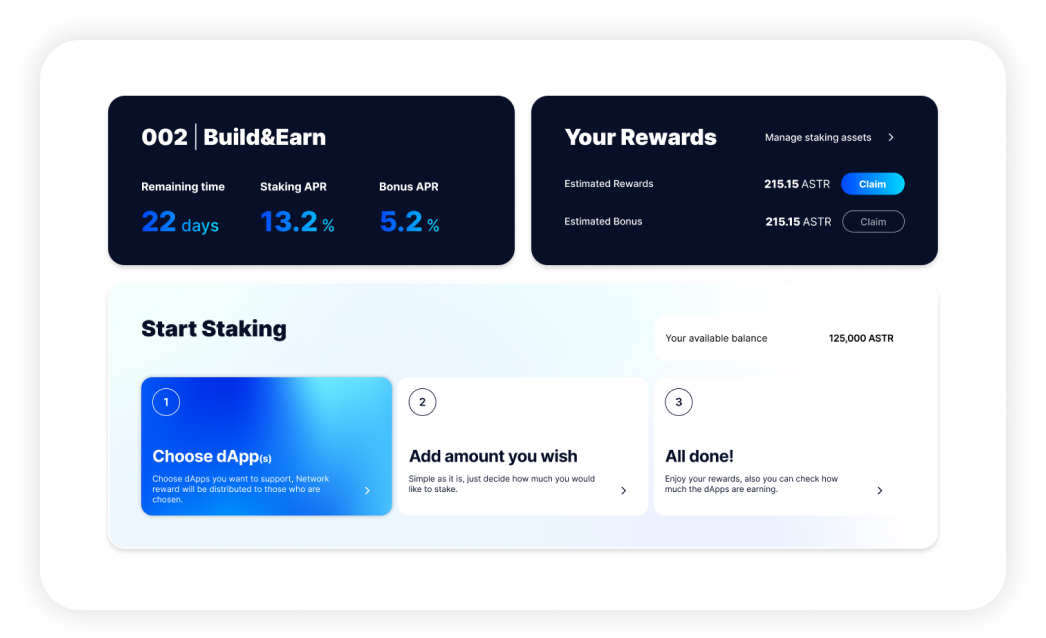 002 | Build&Earn
Remaining time
Staking APR
Bonus APR
22 days
13.2 %
5.2 %
Your Rewards
Manage staking assets
Estimated Rewards
215.15 ASTR
Claim
Estimated Bonus
215.15 ASTR
Claim
Start Staking
Your available balance
125,000 ASTR
1
Choose dApp(s)
Choose dApps you want to support, Network
reward will be distributed to those who are
chosen.
2
Add amount you wish
Simple as it is, just decide how much you would
like to stake.
3
All done!
Enjoy your rewards, also you can check how
much the dApps are earning.